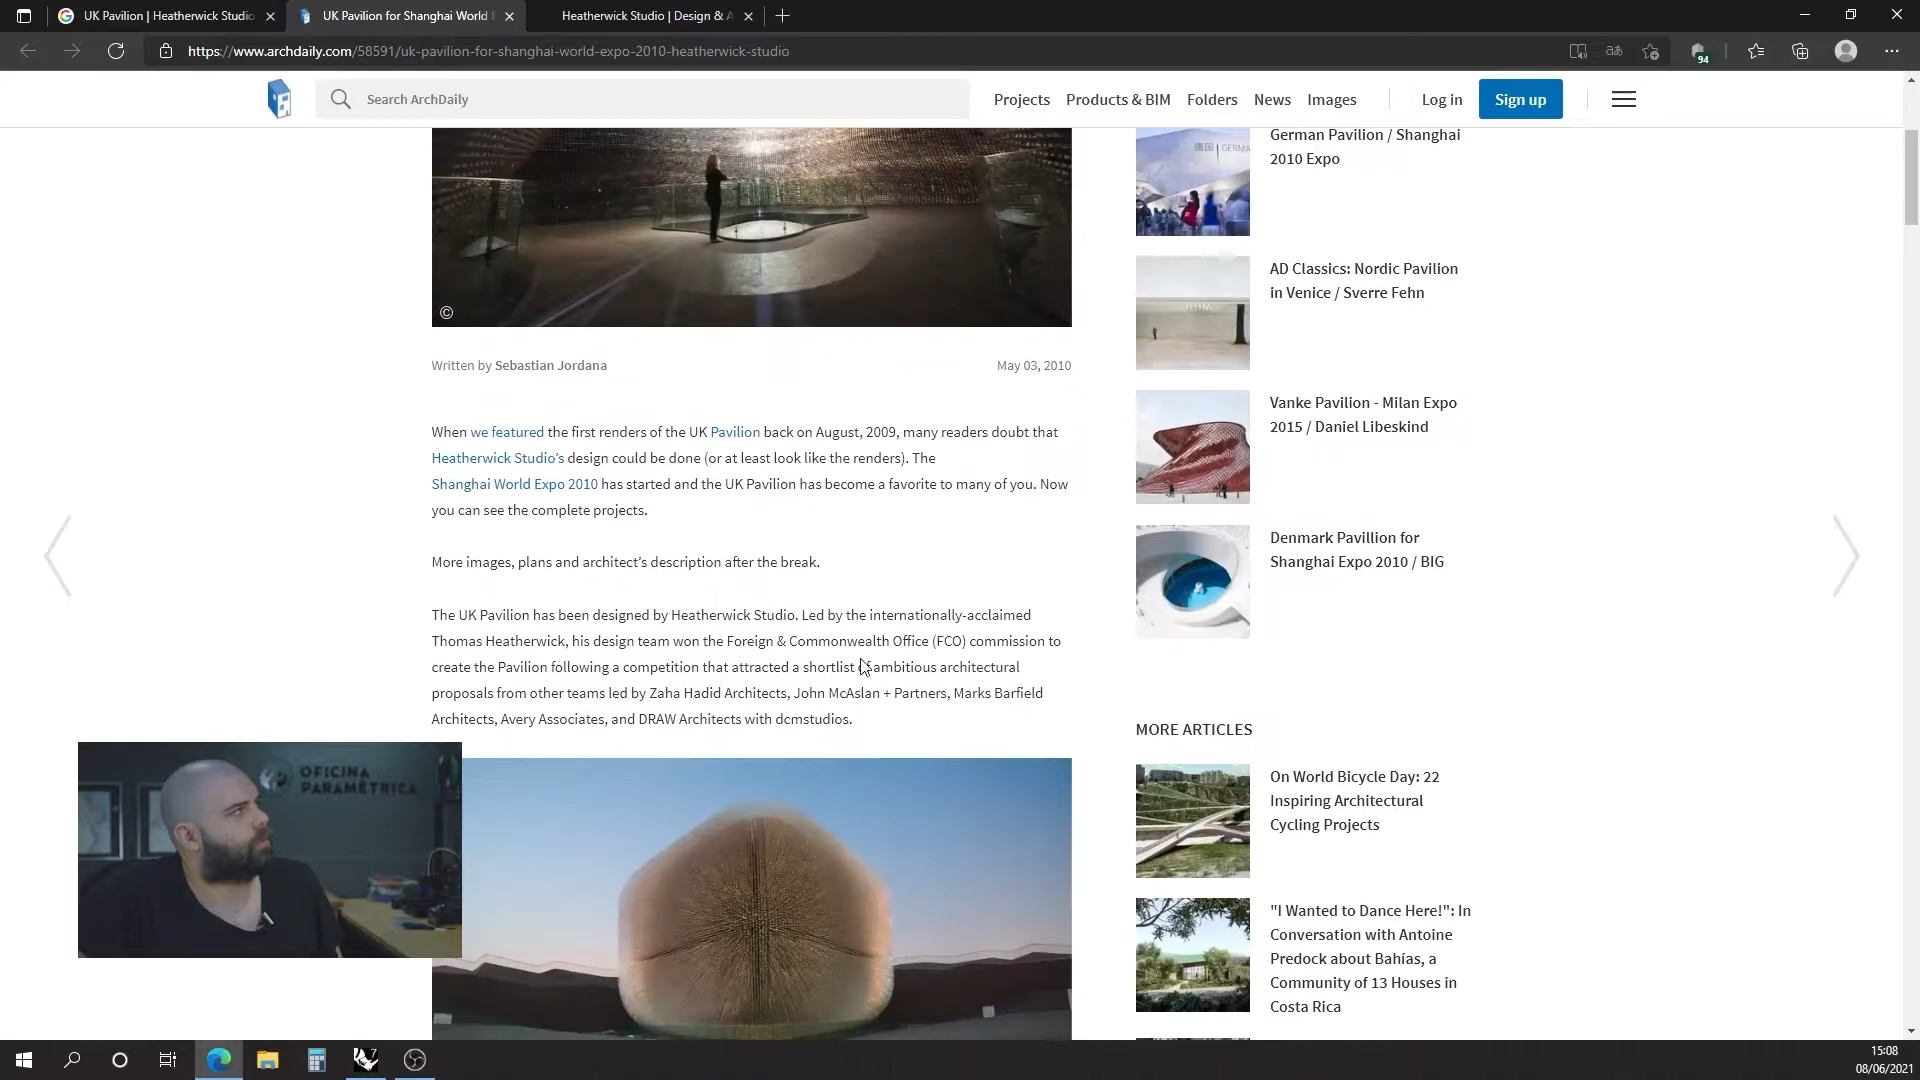 UK Pavilion | Heatherwick Studio
UK Pavilion for Shanghai World
Heatherwick Studio | Design & A
https://www.archdaily.com/58591/uk-pavilion-for-shanghai-world-expo-2010-heatherwick-studio
94
Search ArchDaily
Projects
Products & BIM
Folders
News
Images
Log in
Sign up
©
Written by Sebastian Jordana
May 03, 2010
When we featured the first renders of the UK Pavilion back on August, 2009, many readers doubt that
Heatherwick Studio's design could be done (or at least look like the renders). The
Shanghai World Expo 2010 has started and the UK Pavilion has become a favorite to many of you. Now
you can see the complete projects.
More images, plans and architect's description after the break.
The UK Pavilion has been designed by Heatherwick Studio. Led by the internationally-acclaimed
Thomas Heatherwick, his design team won the Foreign & Commonwealth Office (FCO) commission to
create the Pavilion following a competition that attracted a shortlist of ambitious architectural
proposals from other teams led by Zaha Hadid Architects, John McAslan + Partners, Marks Barfield
Architects, Avery Associates, and DRAW Architects with dcmstudios.
OFICINA
PARAMÉTRICA
德国 | GERMA
German Pavilion / Shanghai
2010 Expo
AD Classics: Nordic Pavilion
in Venice / Sverre Fehn
Vanke Pavilion - Milan Expo
2015 / Daniel Libeskind
Denmark Pavillion for
Shanghai Expo 2010 / BIG
MORE ARTICLES
On World Bicycle Day: 22
Inspiring Architectural
Cycling Projects
"I Wanted to Dance Here!": In
Conversation with Antoine
Predock about Bahías, a
Community of 13 Houses in
Costa Rica
15:08
08/06/2021